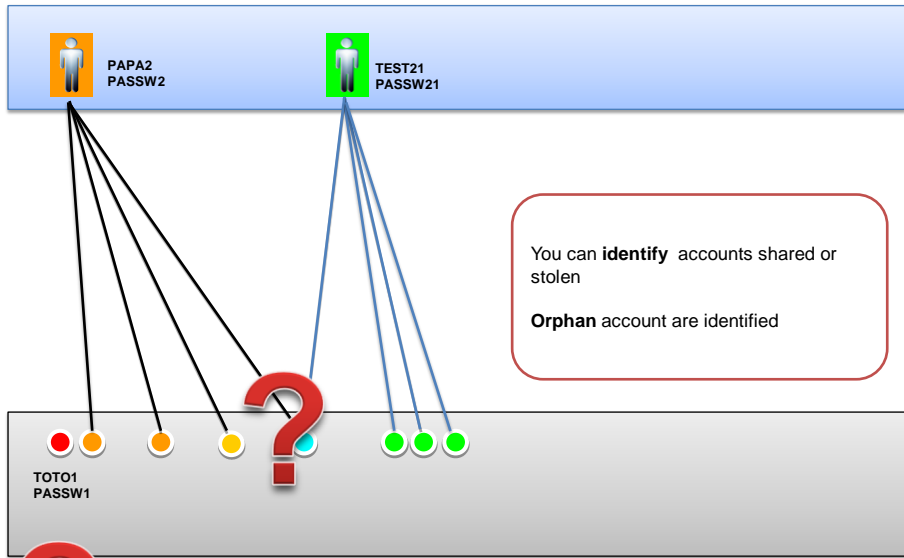 PAPA2
PASSW2
TEST21
PASSW21
You can identify accounts shared or
stolen
Orphan account are identified
?
TOTO1
PASSW1